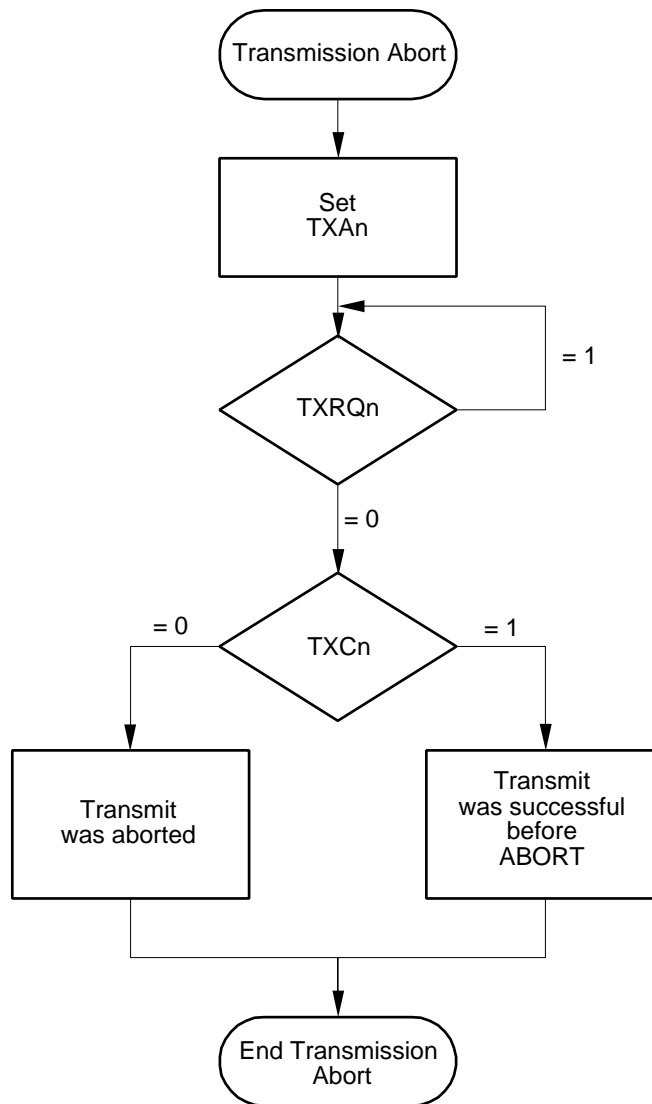 Transmission Abort
Set
TXAn
= 1
TXRQn
= 0
= 0
TXCn
= 1
Transmit
was aborted
Transmit
was successful
before
ABORT
End Transmission
Abort